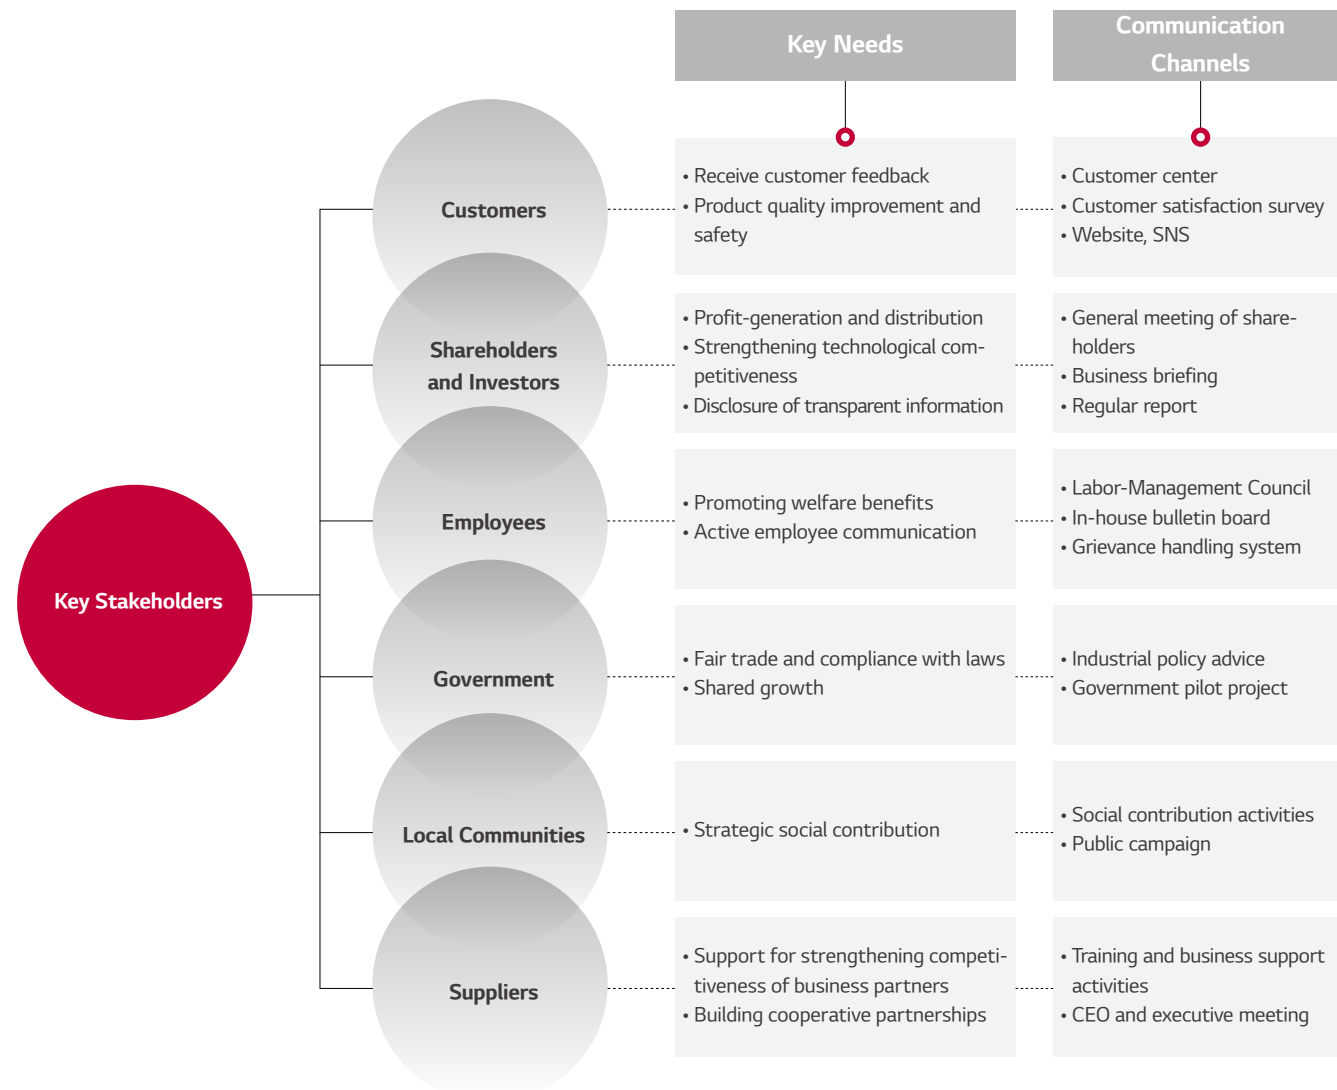 Key Needs
Communication
Channels
Key Stakeholders
Customers
• Receive customer feedback
• Product quality improvement and
safety
• Customer center
• Customer satisfaction survey
• Website, SNS
Shareholders
and Investors
• Profit-generation and distribution
• Strengthening technological com-
petitiveness
• Disclosure of transparent information
• General meeting of share-
holders
• Business briefing
• Regular report
Employees
• Promoting welfare benefits
• Active employee communication
• Labor-Management Council
• In-house bulletin board
• Grievance handling system
Government
• Fair trade and compliance with laws
• Shared growth
• Industrial policy advice
• Government pilot project
Local Communities
• Strategic social contribution
• Social contribution activities
• Public campaign
Suppliers
• Support for strengthening competi-
tiveness of business partners
• Building cooperative partnerships
• Training and business support
activities
• CEO and executive meeting